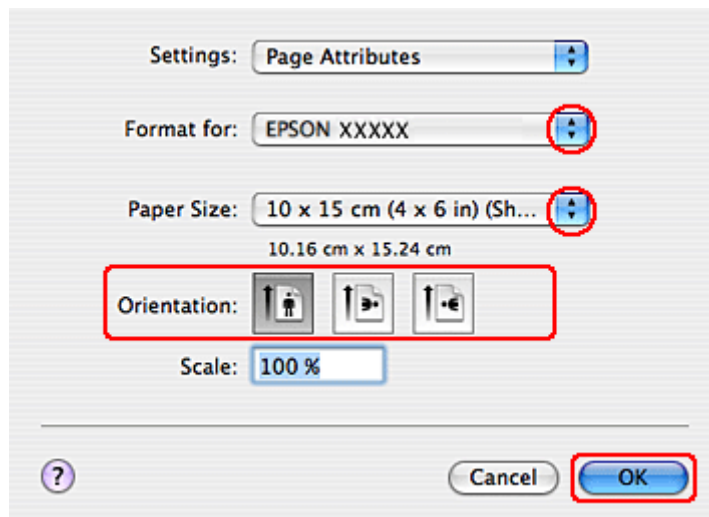 Settings: Page Attributes
Format for: EPSON XXXXX
Paper Size: 10 x 15 cm (4 x 6 in) (Sh...
10.16 cm x 15.24 cm
Orientation:
Scale: 100 %
? Cancel OK